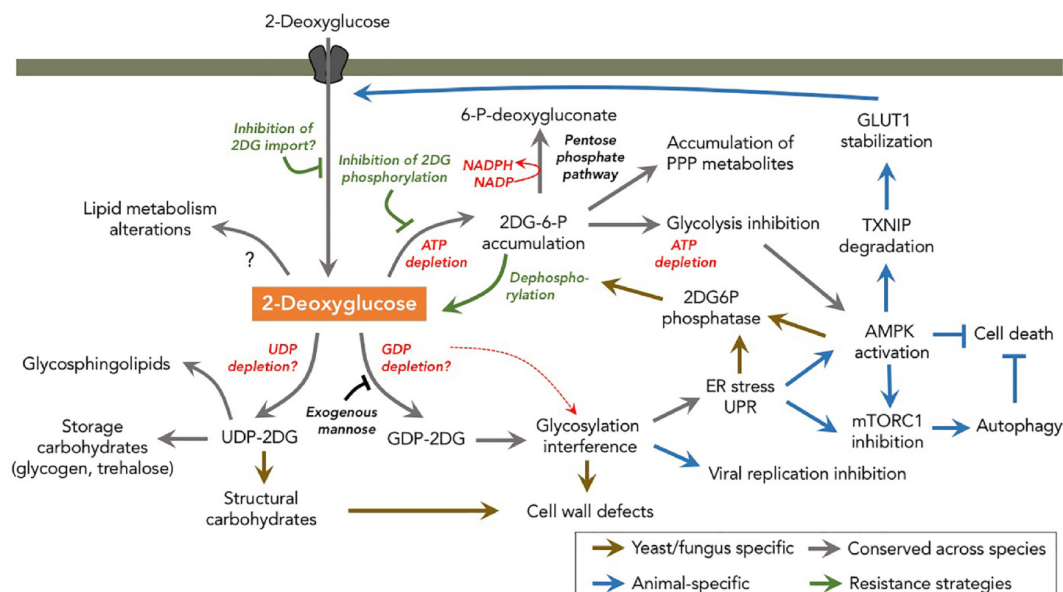 2-Deoxyglucose
Inhibition of
2DG import?
Inhibition of 2DG
phosphorylation
6-P-deoxygluconate
NADPH
NADP
Pentose
phosphate
pathway
Accumulation of
PPP metabolites
GLUT1
stabilization
Lipid metabolism
alterations
?
ATP
depletion
2DG-6-P
accumulation
Glycolysis inhibition
ATP
depletion
TXNIP
degradation
Dephospho-
rylation
2-Deoxyglucose
2DG6P
phosphatase
AMPK
activation
Cell death
Glycosphingolipids
UDP
depletion?
GDP
depletion?
Exogenous
mannose
ER stress
UPR
Storage
carbohydrates
(glycogen, trehalose)
UDP-2DG
GDP-2DG
Glycosylation
interference
mTORC1
inhibition
Autophagy
Viral replication inhibition
Structural
carbohydrates
Cell wall defects
Yeast/fungus specific
Conserved across species
Animal-specific
Resistance strategies